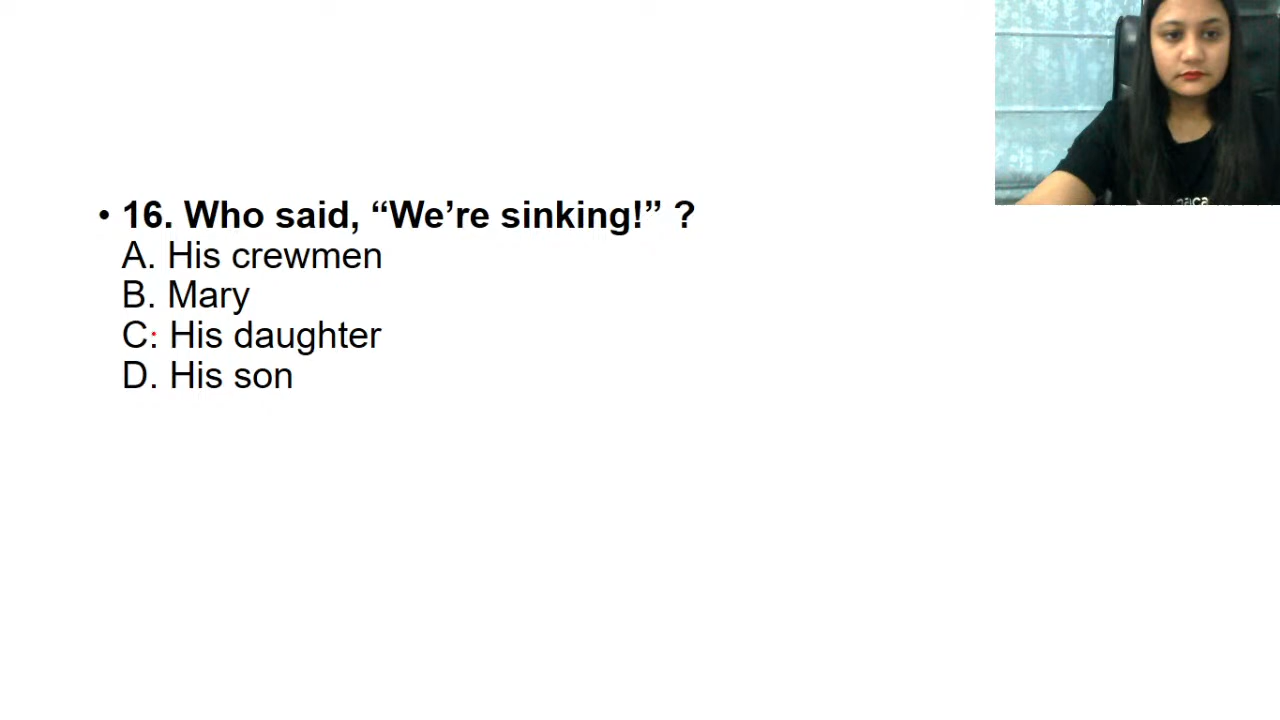 • 16. Who said, “We’re sinking!” ?
A. His crewmen
B. Mary
C. His daughter
D. His son